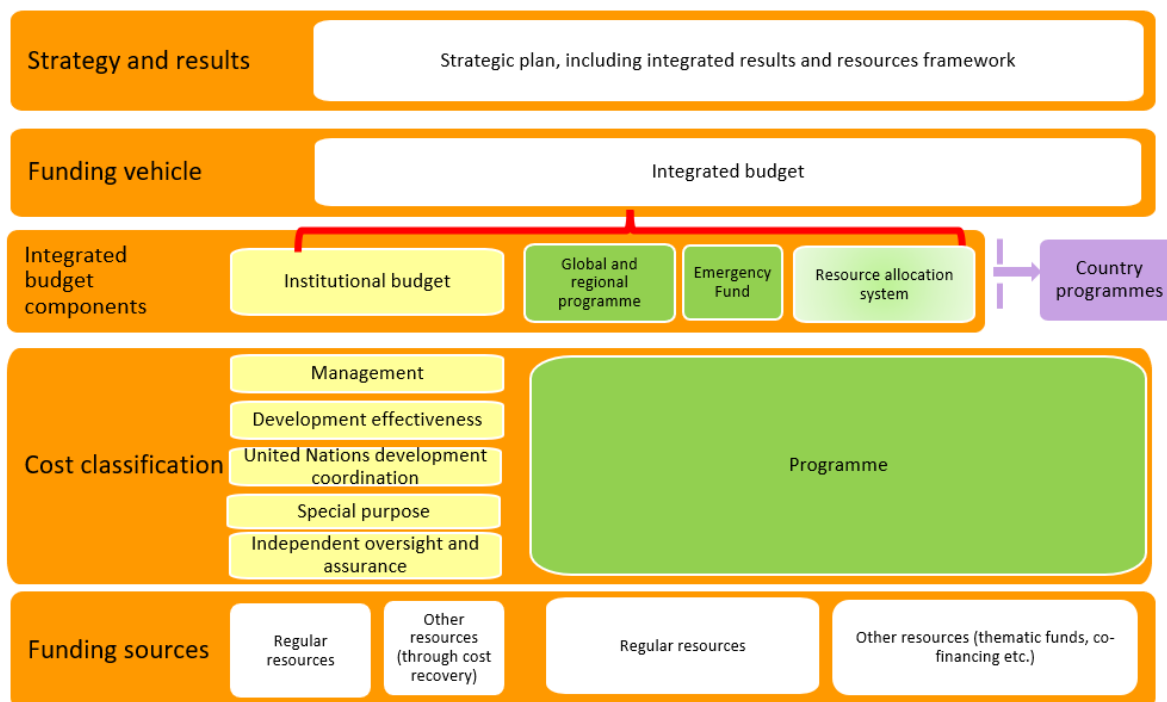 Strategy and results
Strategic plan, including integrated results and resources framework
Funding vehicle
Integrated budget
Integrated
budget
components
Institutional budget
Global and
regional
programme
Emergency
Fund
Resource allocation
system
Country
programmes
Cost classification
Management
Development effectiveness
United Nations development
coordination
Special purpose
Independent oversight and
assurance
Programme
Funding sources
Regular
resources
Other
resources
(through cost
recovery)
Regular resources
Other resources (thematic funds, co-
financing etc.)